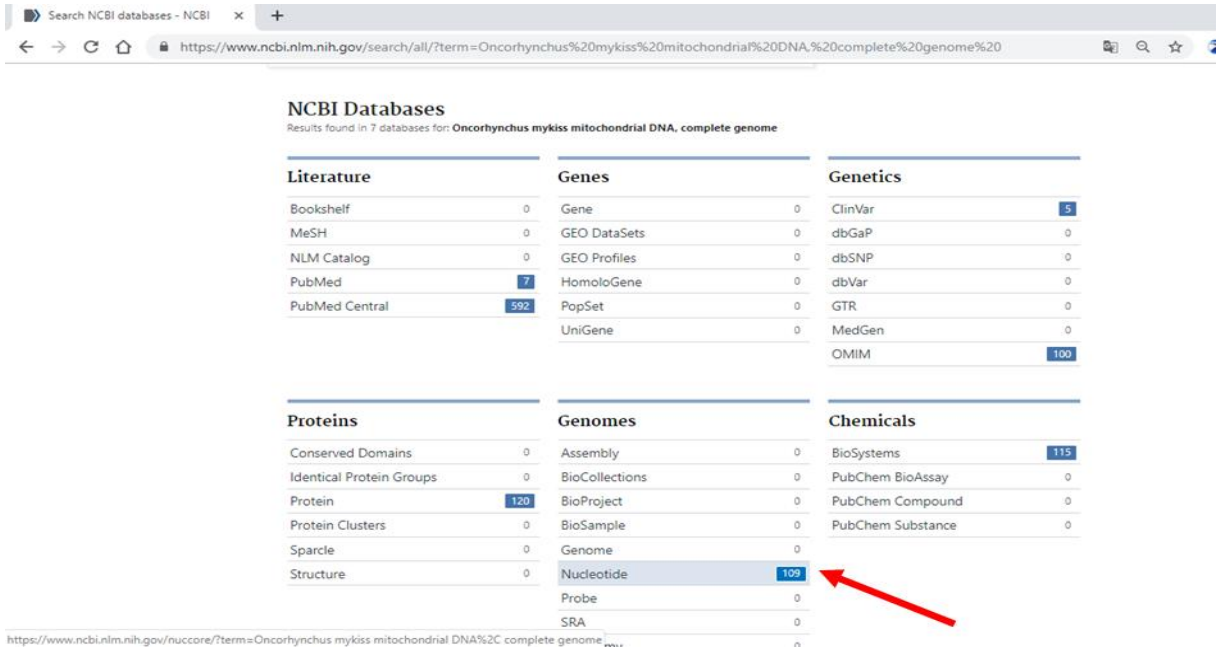 Search NCBI databases - NCBI
https://www.ncbi.nlm.nih.gov/search/all/?term=Oncorhynchus%20mykiss%20mitochondrial%20DNA,%20complete%20genome%20
NCBI Databases
Results found in 7 databases for: Oncorhynchus mykiss mitochondrial DNA, complete genome
Literature
Bookshelf 0
MeSH 0
NLM Catalog 0
PubMed 7
PubMed Central 592
Genes
Gene 0
GEO DataSets 0
GEO Profiles 0
HomoloGene 0
PopSet 0
UniGene 0
Genetics
ClinVar 5
dbGaP 0
dbSNP 0
dbVar 0
GTR 0
MedGen 0
OMIM 100
Proteins
Conserved Domains 0
Identical Protein Groups 0
Protein 120
Protein Clusters 0
Sparcle 0
Structure 0
Genomes
Assembly 0
BioCollections 0
BioProject 0
BioSample 0
Genome 0
Nucleotide 109
Probe 0
SRA 0
Chemicals
BioSystems 115
PubChem BioAssay 0
PubChem Compound 0
PubChem Substance 0
https://www.ncbi.nlm.nih.gov/nuccore/?term=Oncorhynchus mykiss mitochondrial DNA%2C complete genome